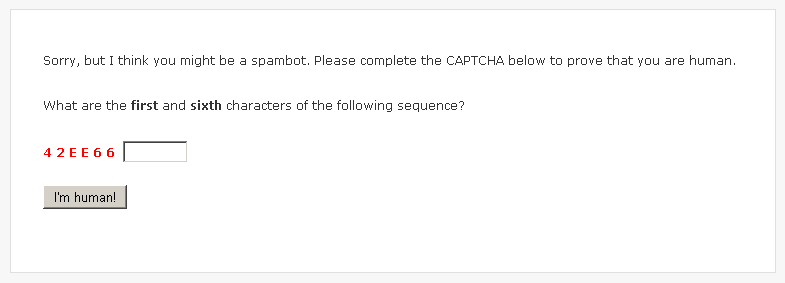 Sorry, but I think you might be a spambot. Please complete the CAPTCHA below to prove that you are human.
What are the first and sixth characters of the following sequence?
4 2 E E 6 6
I'm human!